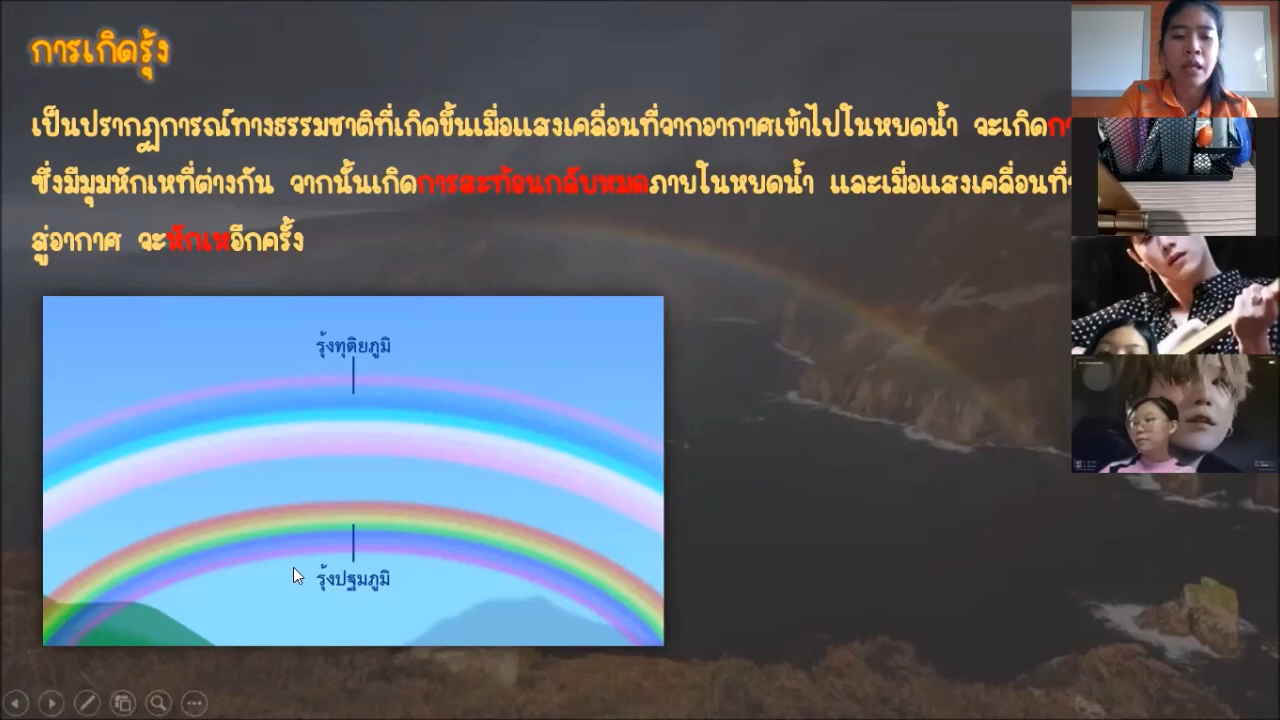 การเกิดรุ้ง
เป็นปรากฏการณ์ทางธรรมชาติที่เกิดขึ้นเมื่อแสงเคลื่อนที่จากอากาศเข้าไปในหยดน้ำ จะเกิด
ซึ่งมีมุมหักเหที่ต่างกัน จากนั้นเกิดการสะท้อนกลับหมดภายในหยดน้ำ และเมื่อแสงเคลื่อนที่
สู่อากาศ จะหักเหอีกครั้ง
รุ้งทุติยภูมิ
รุ้งปฐมภูมิ